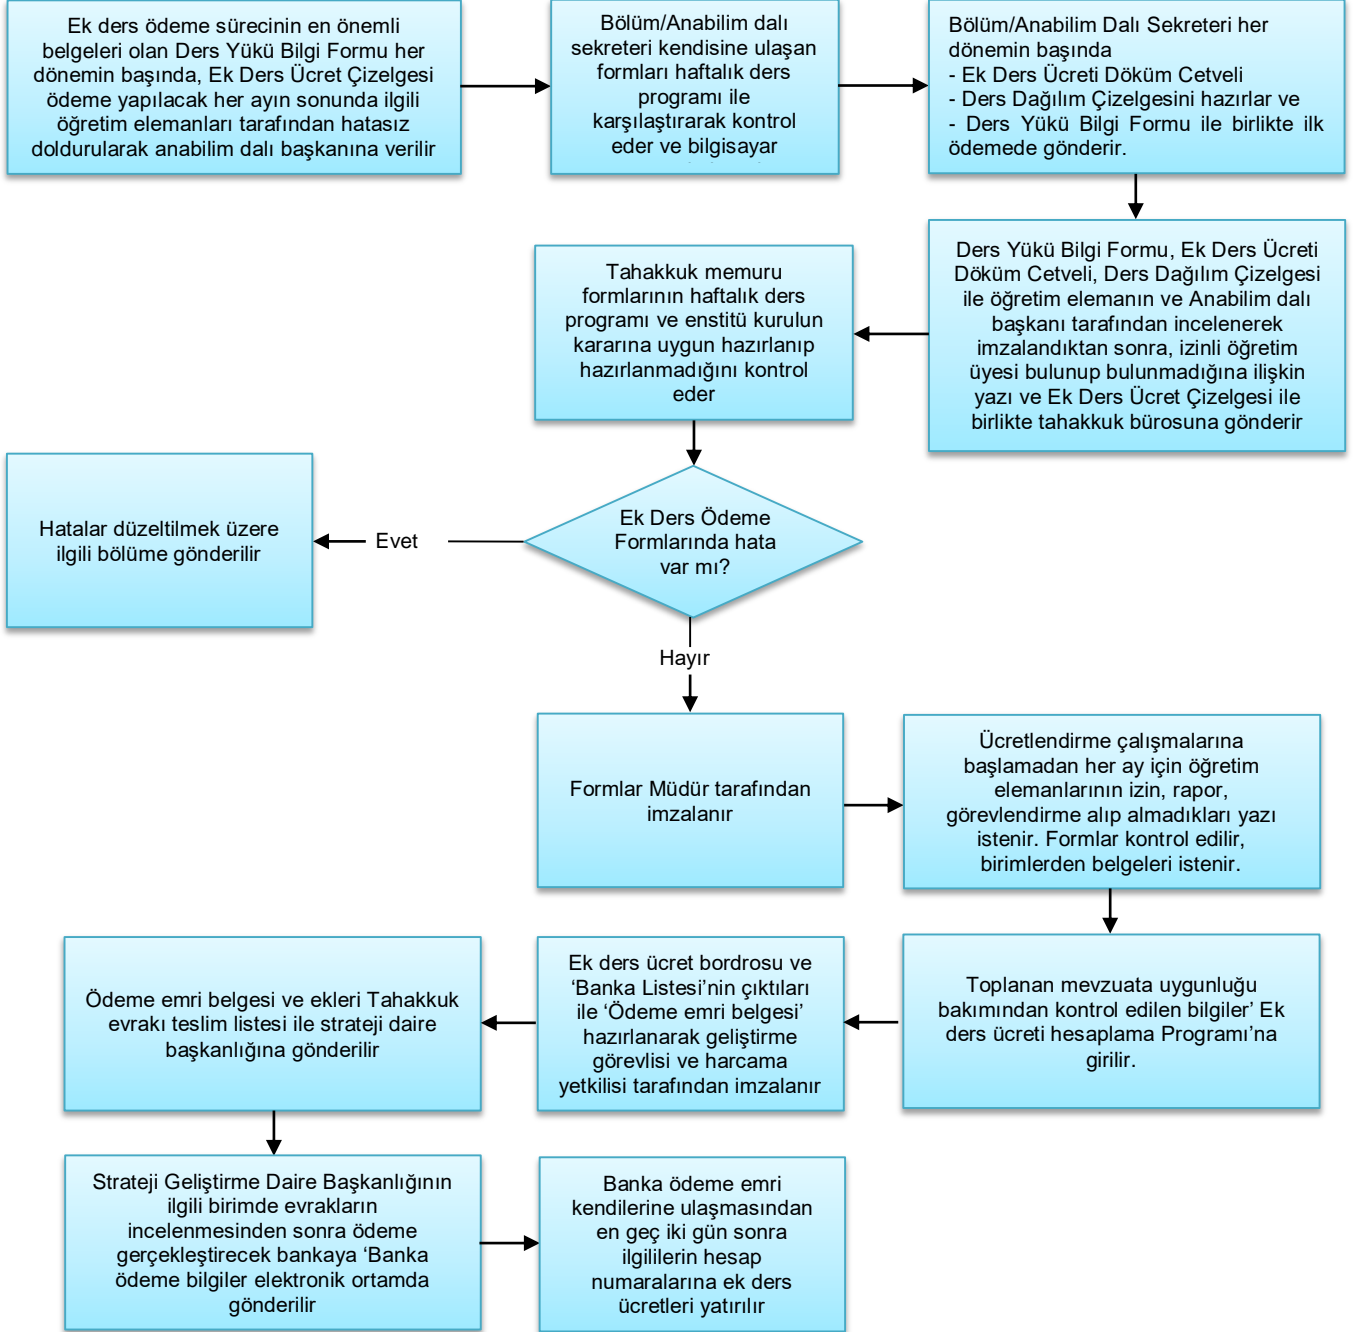 Ek ders ödeme sürecinin en önemli
belgeleri olan Ders Yükü Bilgi Formu her
dönemin başında, Ek Ders Ücret Çizelgesi
ödeme yapılacak her ayın sonunda ilgili
öğretim elemanları tarafından hatasız
doldurularak anabilim dalı başkanına verilir
Bölüm/Anabilim dalı
sekreteri kendisine ulaşan
formları haftalık ders
programı ile
karşılaştırarak kontrol
eder ve bilgisayar
Bölüm/Anabilim Dalı Sekreteri her
dönemin başında
- Ek Ders Ücreti Döküm Cetveli
- Ders Dağılım Çizelgesini hazırlar ve
- Ders Yükü Bilgi Formu ile birlikte ilk
ödemede gönderir.
Ders Yükü Bilgi Formu, Ek Ders Ücreti
Döküm Cetveli, Ders Dağılım Çizelgesi
ile öğretim elemanın ve Anabilim dalı
başkanı tarafından incelenerek
imzalandıktan sonra, izinli öğretim
üyesi bulunup bulunmadığına ilişkin
yazı ve Ek Ders Ücret Çizelgesi ile
birlikte tahakkuk bürosuna gönderir
Tahakkuk memuru
formlarının haftalık ders
programı ve enstitü kurulun
kararına uygun hazırlanıp
hazırlanmadığını kontrol
eder
Ek Ders Ödeme
Formlarında hata
var mı?
Evet
Hatalar düzeltilmek üzere
ilgili bölüme gönderilir
Hayır
Formlar Müdür tarafından
imzalanır
Ücretlendirme çalışmalarına
başlamadan her ay için öğretim
elemanlarının izin, rapor,
görevlendirme alıp almadıkları yazı
istenir. Formlar kontrol edilir,
birimlerden belgeleri istenir.
Toplanan mevzuata uygunluğu
bakımından kontrol edilen bilgiler’ Ek
ders ücreti hesaplama Programı’na
girilir.
Ek ders ücret bordrosu ve
‘Banka Listesi’nin çıktıları
ile ‘Ödeme emri belgesi’
hazırlanarak geliştirme
görevlisi ve harcama
yetkilisi tarafından imzalanır
Ödeme emri belgesi ve ekleri Tahakkuk
evrakı teslim listesi ile strateji daire
başkanlığına gönderilir
Strateji Geliştirme Daire Başkanlığının
ilgili birimde evrakların
incelenmesinden sonra ödeme
gerçekleştirecek bankaya ‘Banka
ödeme bilgiler elektronik ortamda
gönderilir
Banka ödeme emri
kendilerine ulaşmasından
en geç iki gün sonra
ilgililerin hesap
numaralarına ek ders
ücretleri yatırılır